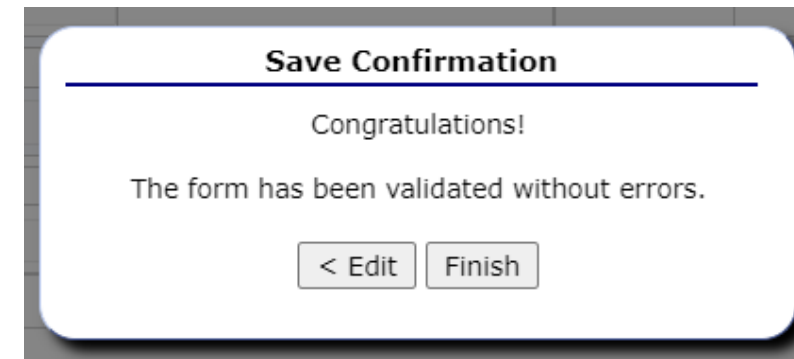 Save Confirmation
Congratulations!
The form has been validated without errors.
< Edit Finish